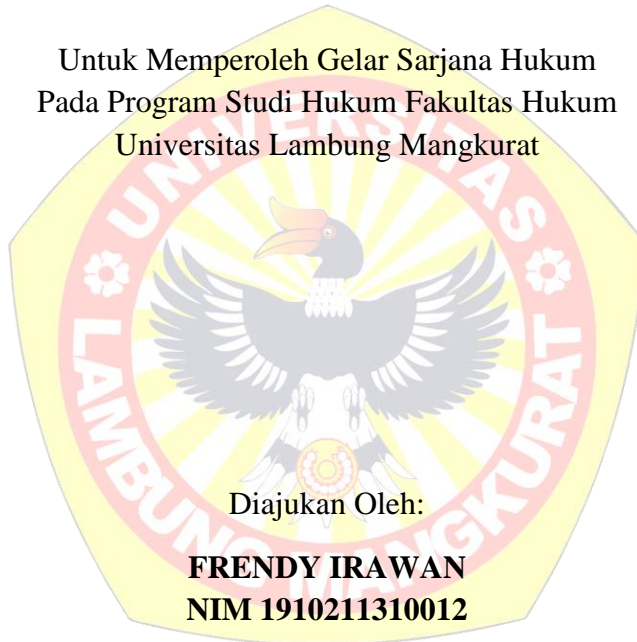 Untuk Memperoleh Gelar Sarjana Hukum
Pada Program Studi Hukum Fakultas Hukum
Universitas Lambung Mangkurat
UNIVERSITAS
LAMBUNG MANGKURAT
Diajukan Oleh:
FRENDY IRAWAN
NIM 1910211310012